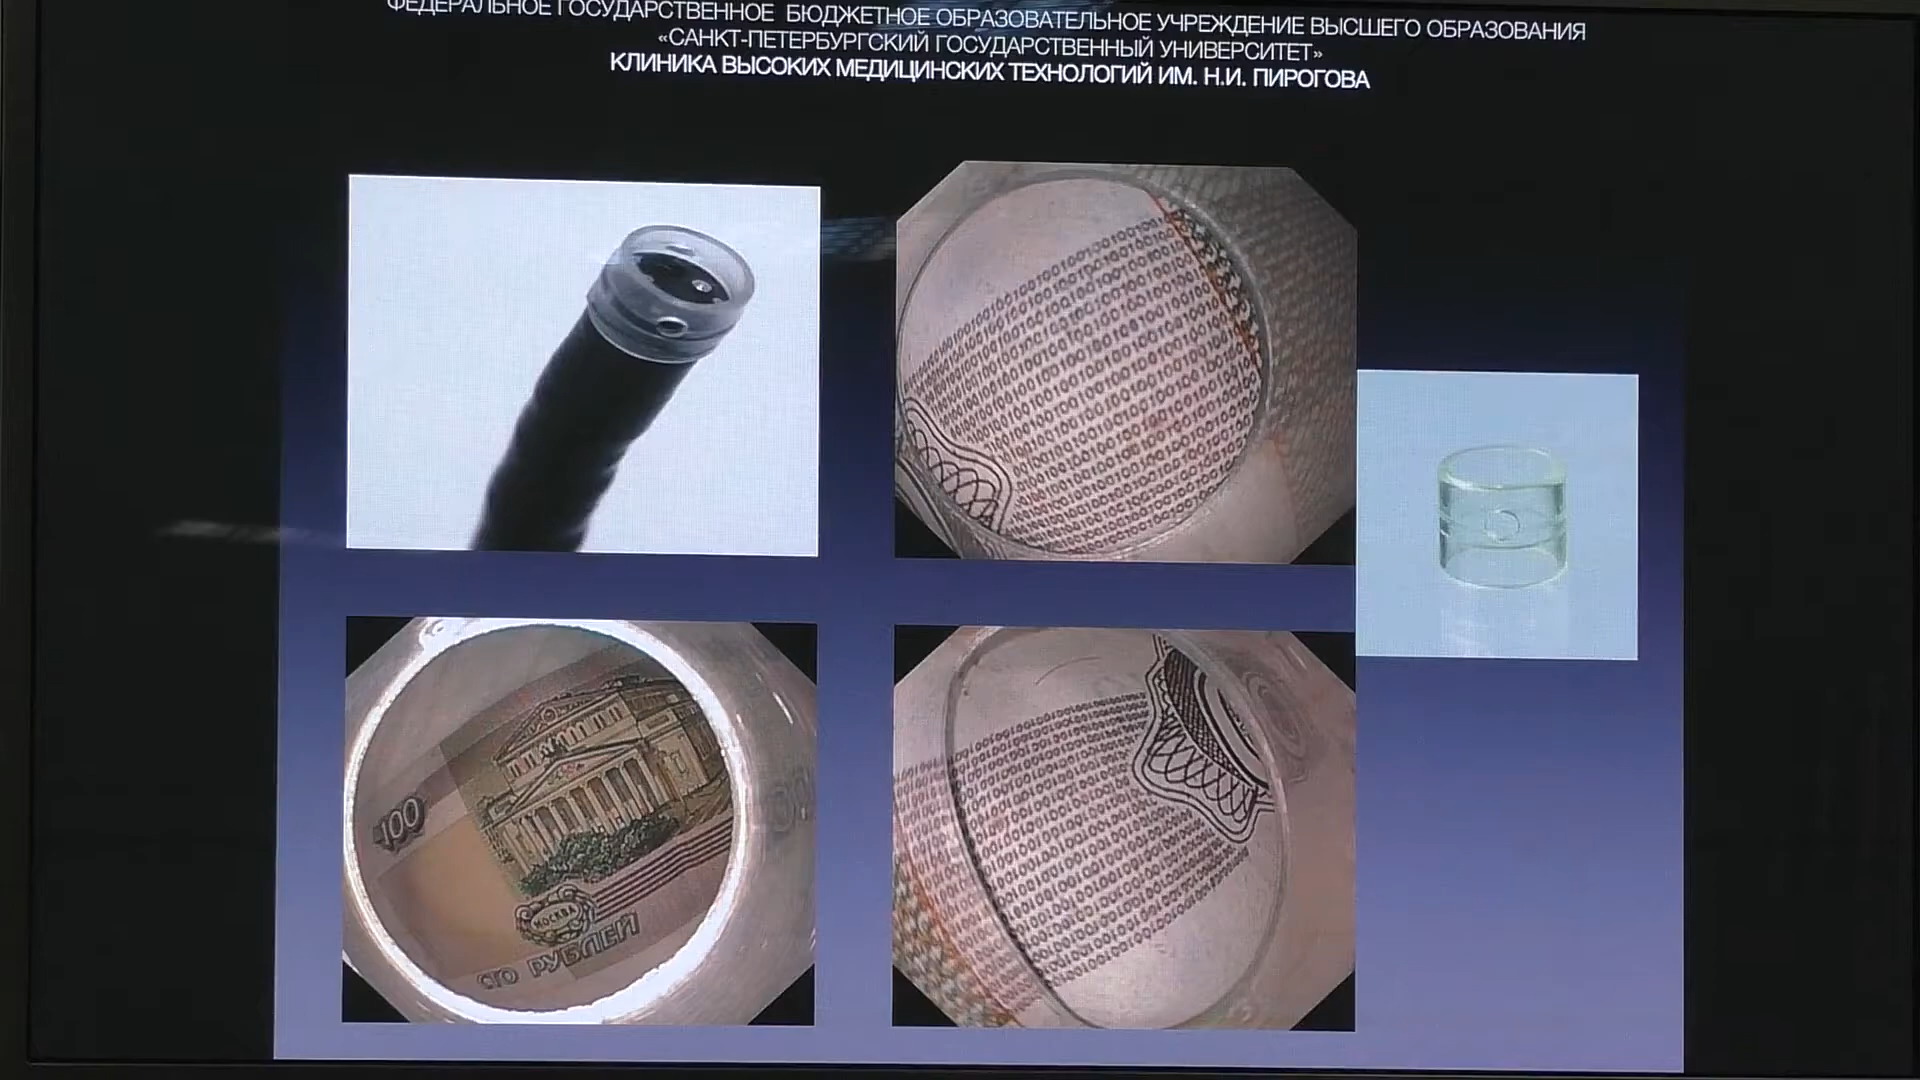 ФЕДЕРАЛЬНОЕ ГОСУДАРСТВЕННОЕ БЮДЖЕТНОЕ ОБРАЗОВАТЕЛЬНОЕ УЧРЕЖДЕНИЕ ВЫСШЕГО ОБРАЗОВАНИЯ
«САНКТ-ПЕТЕРБУРГСКИЙ ГОСУДАРСТВЕННЫЙ УНИВЕРСИТЕТ»
КЛИНИКА ВЫСОКИХ МЕДИЦИНСКИХ ТЕХНОЛОГИЙ ИМ. Н.И. ПИРОГОВА
100
МОСКВА
СТО РУБЛЕЙ